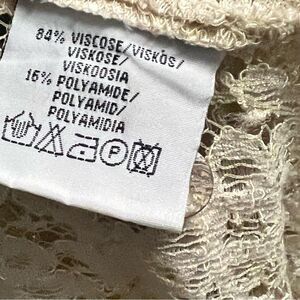 84% VISCOSE/VISKOS/
VISKOSE/
VISKOOSIA
16% POLYAMIDE/
POLYAMID/
POLYAMIDIA
P